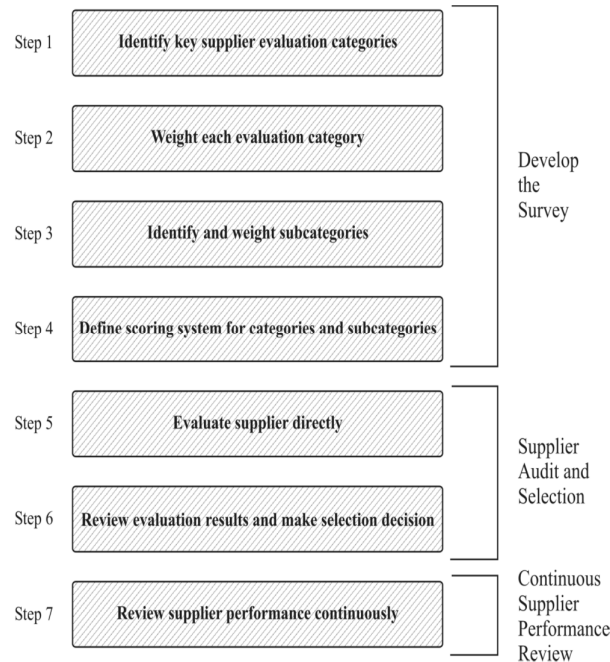 Step 1
Identify key supplier evaluation categories
Step 2
Weight each evaluation category
Step 3
Identify and weight subcategories
Step 4
Define scoring system for categories and subcategories
Develop
the
Survey
Step 5
Evaluate supplier directly
Step 6
Review evaluation results and make selection decision
Supplier
Audit and
Selection
Step 7
Review supplier performance continuously
Continuous
Supplier
Performance
Review